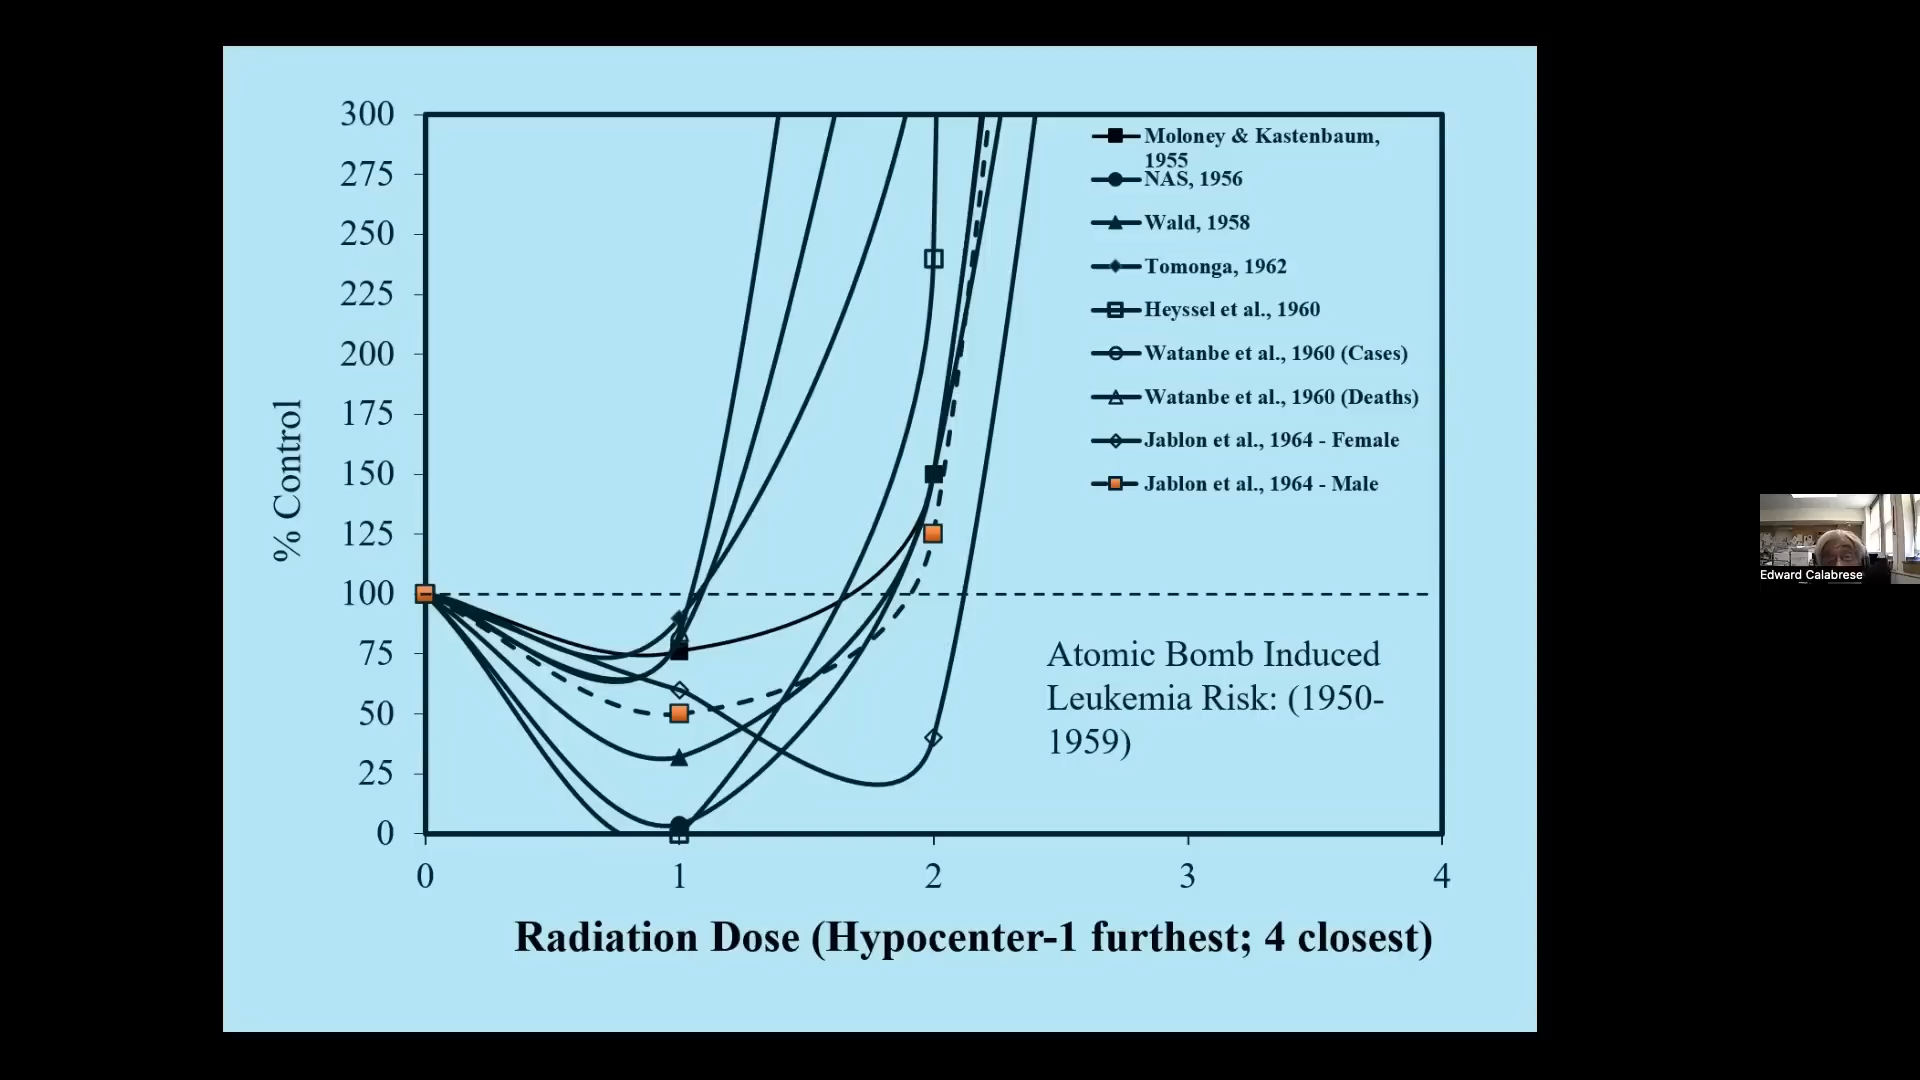 300
275
250
225
200
175
150
125
100
75
50
25
0
% Control
0 1 2 3 4
Radiation Dose (Hypocenter-1 furthest; 4 closest)
Moloney & Kastenbaum,
1955
NAS, 1956
Wald, 1958
Tomonga, 1962
Heyssel et al., 1960
Watanbe et al., 1960 (Cases)
Watanbe et al., 1960 (Deaths)
Jablon et al., 1964 - Female
Jablon et al., 1964 - Male
Atomic Bomb Induced
Leukemia Risk: (1950-
1959)
Edward Calabrese